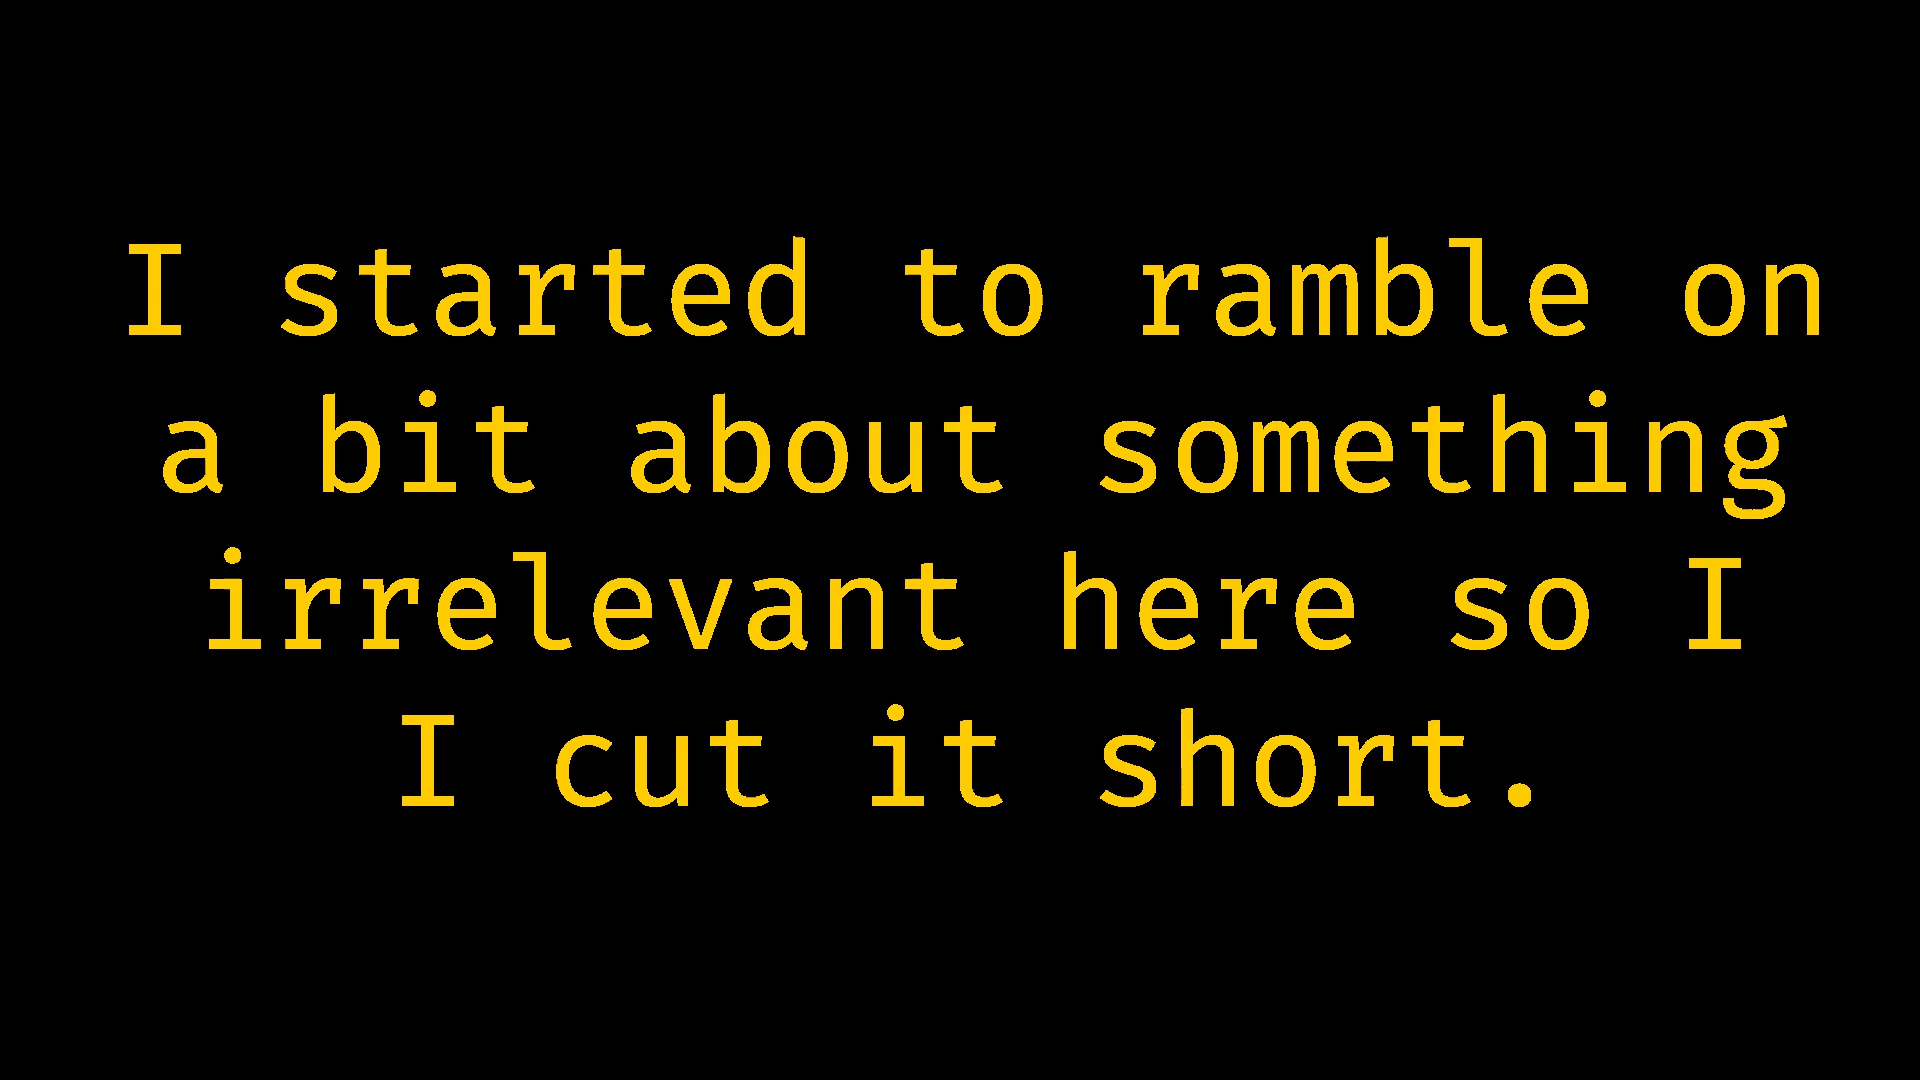 I started to ramble on
a bit about something
irrelevant here so I
I cut it short.